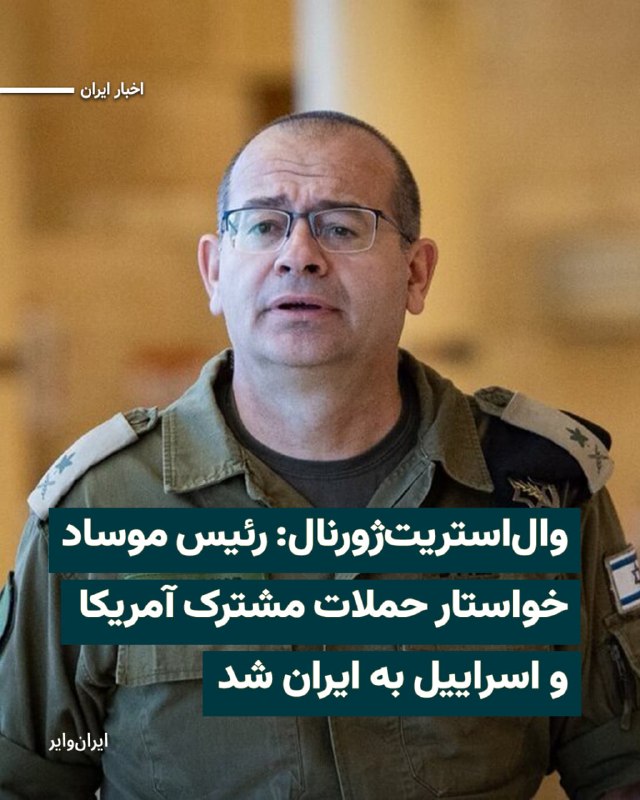 اخبار ایران
وال‌استریت‌ژورنال: رئیس موساد
خواستار حملات مشترک آمریکا
و اسراییل به ایران شد
ایران‌وایر